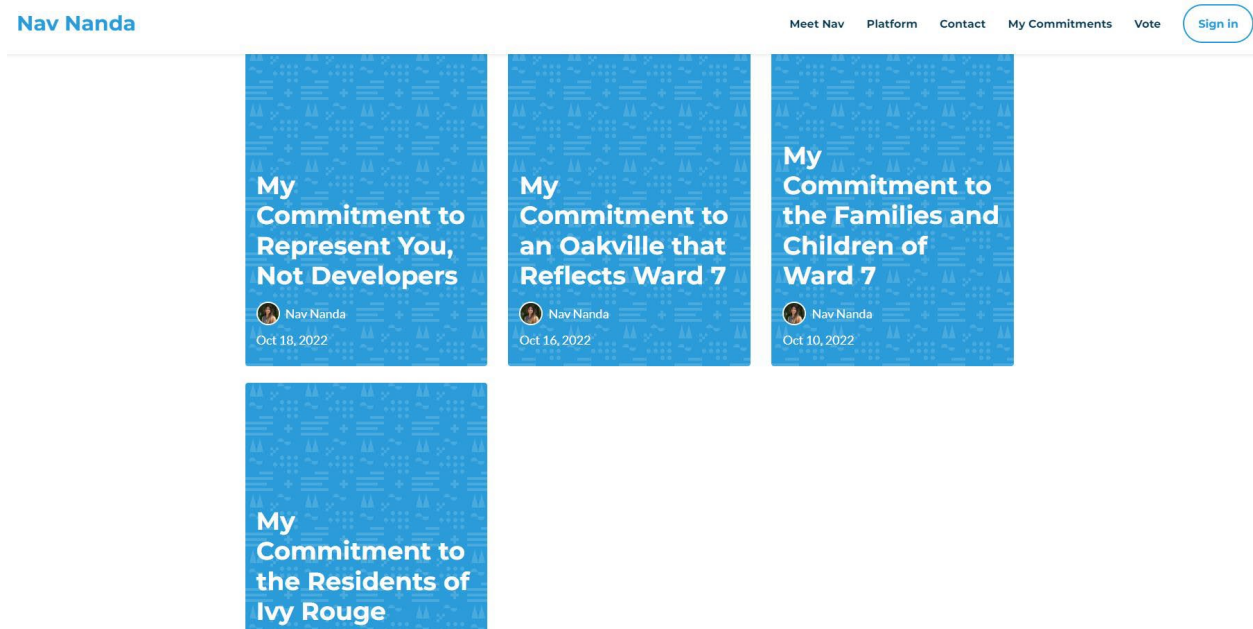 Nav Nanda
Meet Nav Platform Contact My Commitments Vote Sign in
My
Commitment to
Represent You,
Not Developers
Nav Nanda
Oct 18, 2022
My
Commitment to
an Oakville that
Reflects Ward 7
Nav Nanda
Oct 16, 2022
My
Commitment to
the Families and
Children of
Ward 7
Nav Nanda
Oct 10, 2022
My
Commitment to
the Residents of
Ivy Rouge